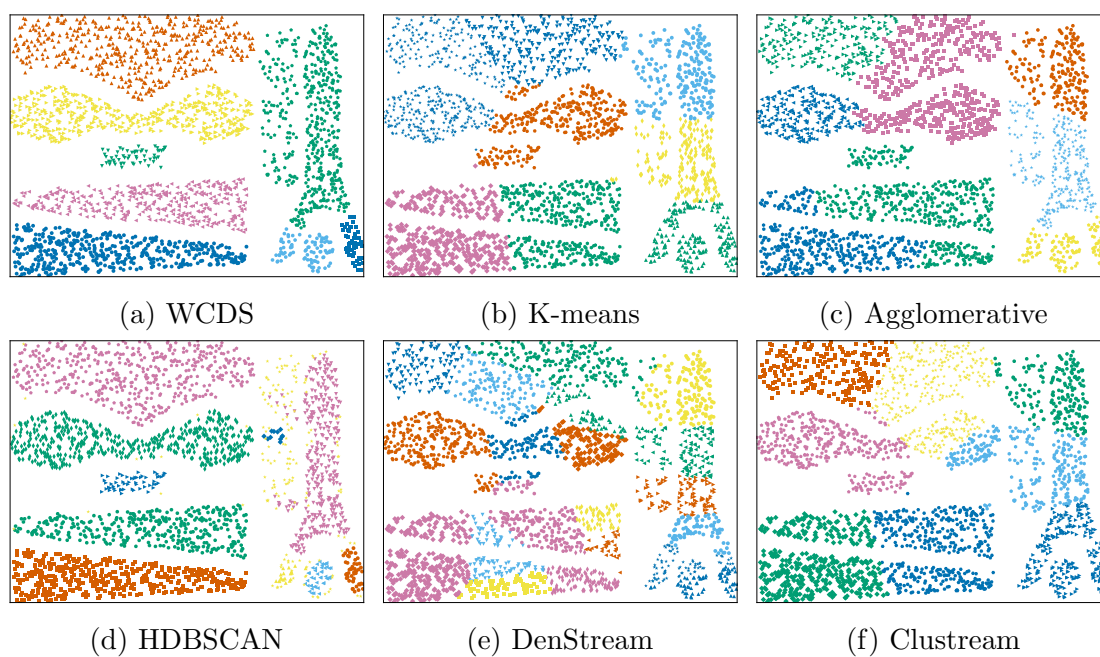 (a) WCDS
(b) K-means
(c) Agglomerative
(d) HDBSCAN
(e) DenStream
(f) Clustream